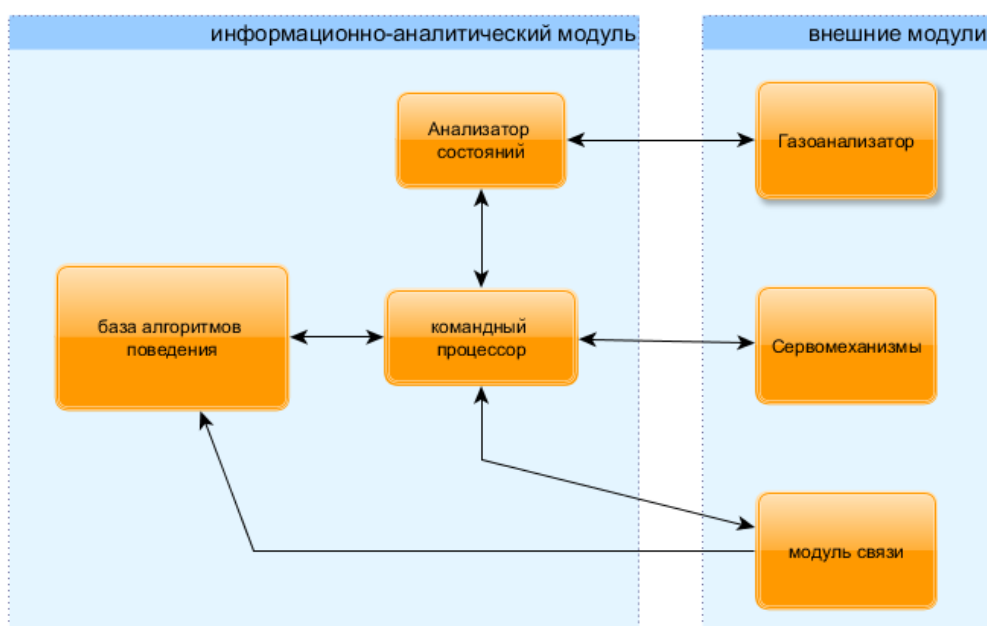 информационно-аналитический модуль
внешние модули
Анализатор
состояний
Газоанализатор
база алгоритмов
поведения
командный
процессор
Сервомеханизмы
модуль связи